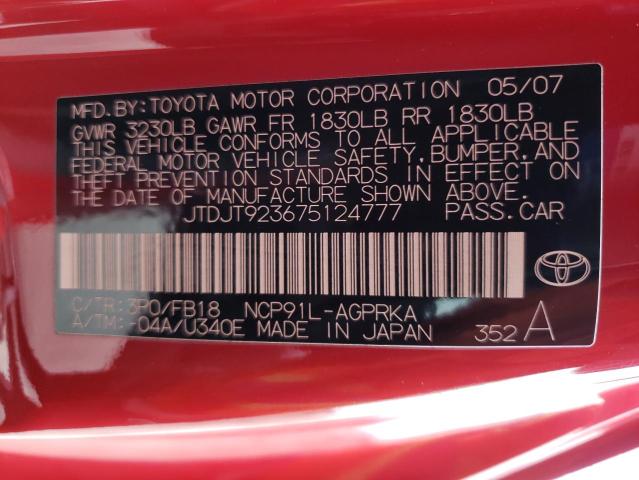 MFD.BY:TOYOTA MOTOR CORPORATION 05/07
GVWR 3230LB GAWR FR 1830LB RR 1830LB
THIS VEHICLE CONFORMS TO ALL APPLICABLE
FEDERAL MOTOR VEHICLE SAFETY,BUMPER,AND
THEFT PREVENTION STANDARDS IN EFFECT ON
THE DATE OF MANUFACTURE SHOWN ABOVE.
JTDJT923675124777 PASS.CAR
C/TR:3P0/FB18 NCP91L-AGPRKA
A/TM:-04A/U340E MADE IN JAPAN 352A